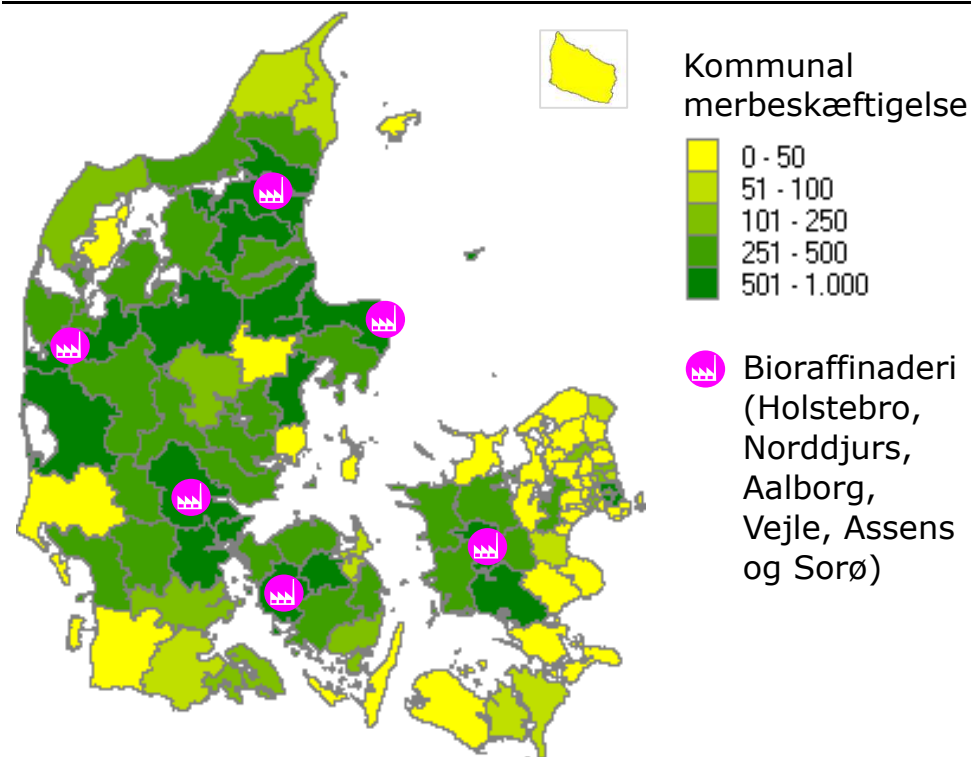 Kommunal
merbeskæftigelse
0 - 50
51 - 100
101 - 250
251 - 500
501 - 1.000
Bioraffinaderi
(Holstebro,
Norddjurs,
Aalborg,
Vejle, Assens
og Sorø)